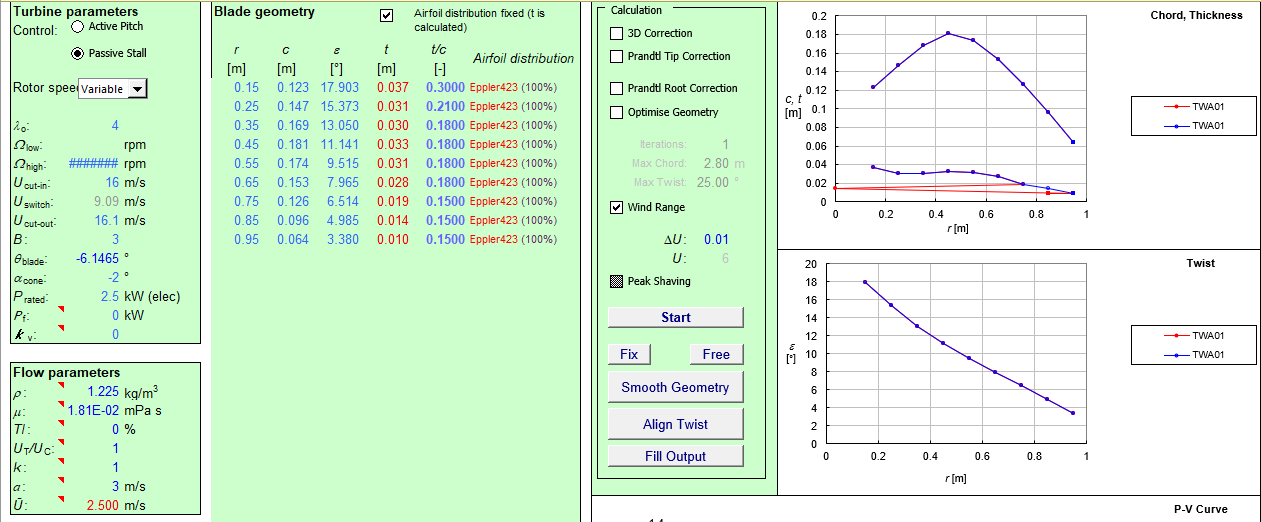 Turbine parameters
Control:
Active Pitch
Passive Stall
Rotor spee
Variable
λo: 4
Ωlow: rpm
Ωhigh: ####### rpm
Ucut-in: 16 m/s
Uswitch: 9.09 m/s
Ucut-out: 16.1 m/s
B: 3
θblade: -6.1465 °
αcone: -2 °
Prated: 2.5 kW (elec)
Pf: 0 kW
kv: 0
Flow parameters
ρ: 1.225 kg/m3
μ: 1.81E-02 mPa s
TI: 0 %
UT/UC: 1
k: 1
a: 3 m/s
Ū: 2.500 m/s
Blade geometry
Airfoil distribution fixed (t is
calculated)
r c ε t t/c Airfoil distribution
[m] [m] [°] [m] [-]
0.15 0.123 17.903 0.037 0.3000 Eppler423 (100%)
0.25 0.147 15.373 0.031 0.2100 Eppler423 (100%)
0.35 0.169 13.050 0.030 0.1800 Eppler423 (100%)
0.45 0.181 11.141 0.033 0.1800 Eppler423 (100%)
0.55 0.174 9.515 0.031 0.1800 Eppler423 (100%)
0.65 0.153 7.965 0.028 0.1800 Eppler423 (100%)
0.75 0.126 6.514 0.019 0.1500 Eppler423 (100%)
0.85 0.096 4.985 0.014 0.1500 Eppler423 (100%)
0.95 0.064 3.380 0.010 0.1500 Eppler423 (100%)
Calculation
3D Correction
Prandtl Tip Correction
Prandtl Root Correction
Optimise Geometry
Iterations: 1
Max Chord: 2.80 m
Max Twist: 25.00 °
Wind Range
ΔU: 0.01
U: 6
Peak Shaving
Start
Fix Free
Smooth Geometry
Align Twist
Fill Output
Chord, Thickness
0.2
0.18
0.16
0.14
0.12
0.1
0.08
0.06
0.04
0.02
0
c, t
[m]
0 0.2 0.4 0.6 0.8 1
r [m]
TWA01
TWA01
Twist
20
18
16
14
12
10
8
6
4
2
0
ε
[°]
0 0.2 0.4 0.6 0.8 1
r [m]
TWA01
TWA01
P-V Curve